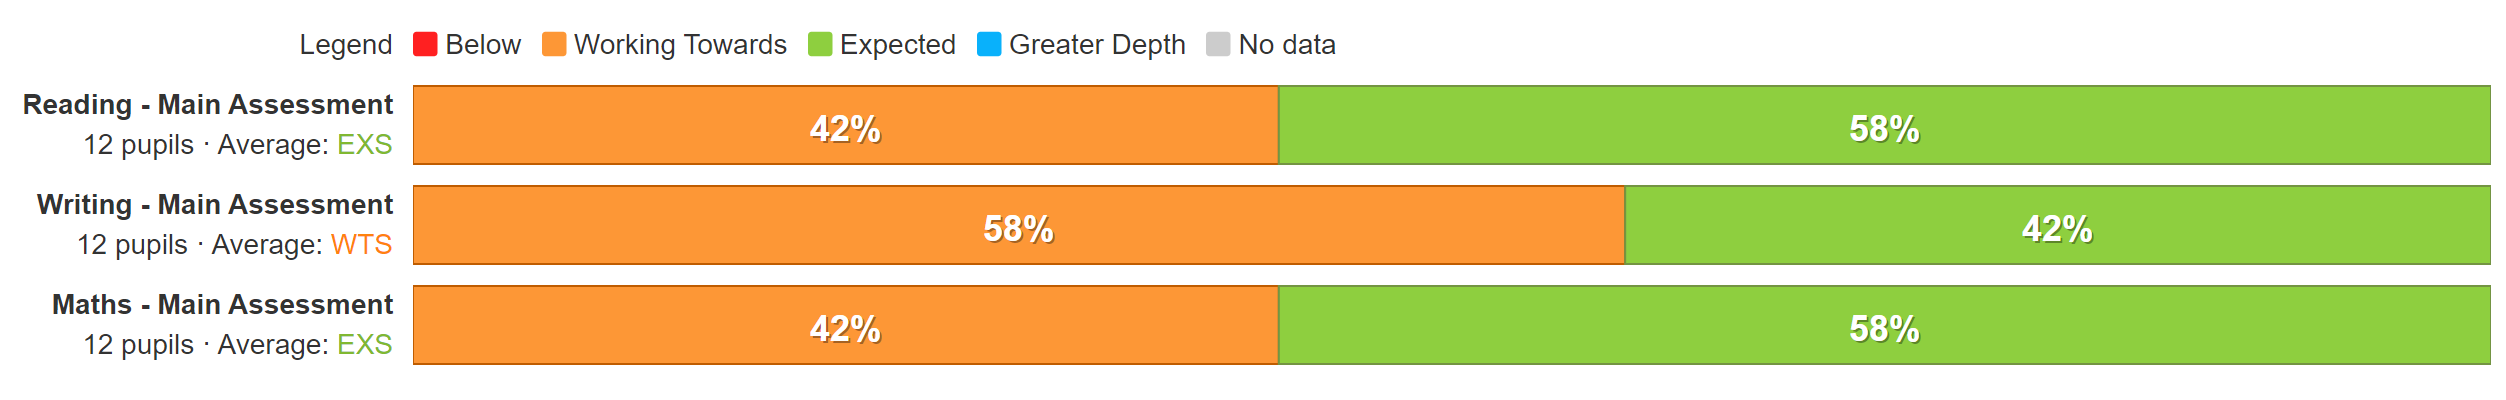 Legend Below Working Towards Expected Greater Depth No data
Reading - Main Assessment
12 pupils · Average: EXS
42% 58%
Writing - Main Assessment
12 pupils · Average: WTS
58% 42%
Maths - Main Assessment
12 pupils · Average: EXS
42% 58%